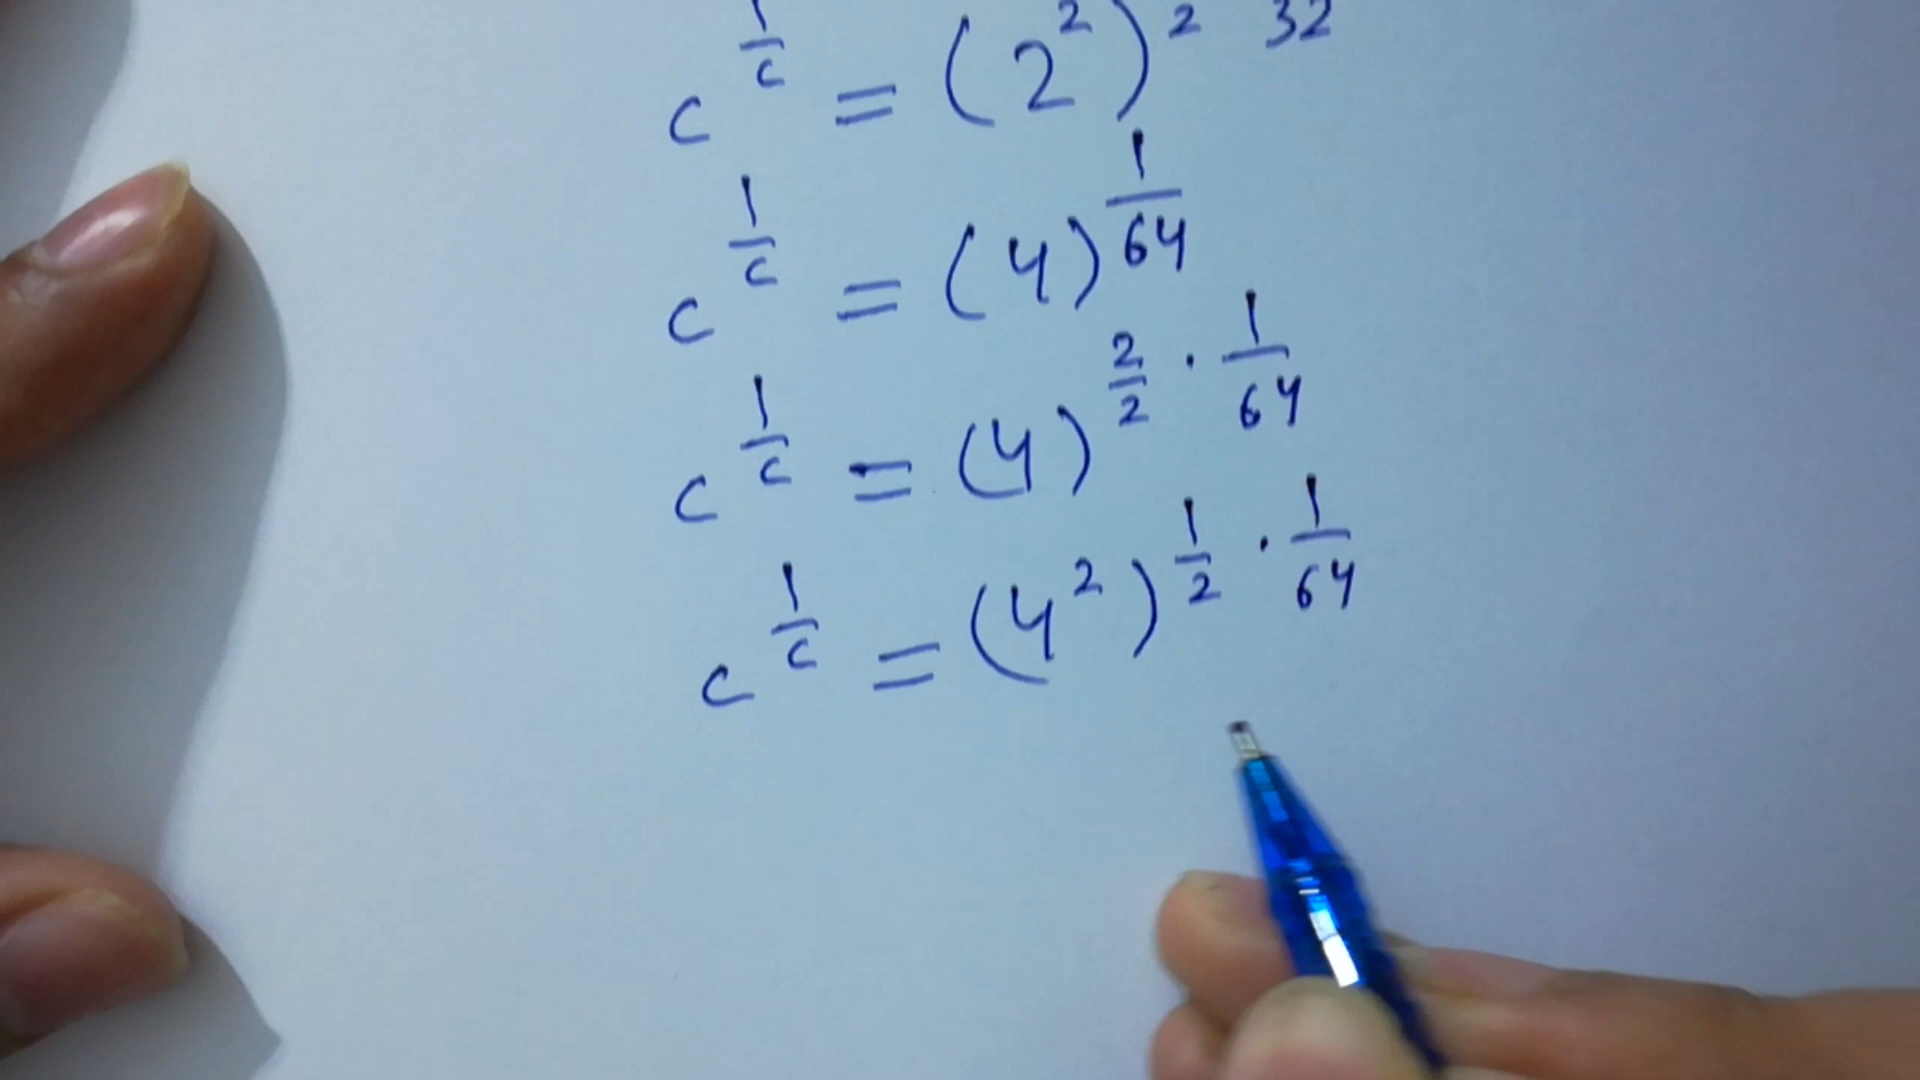 c^(1/c) = (2^2)^2 32
c^(1/c) = (4)^(1/64)
c^(1/c) = (4)^(2/2 · 1/64)
c^(1/c) = (4^2)^(1/2 · 1/64)